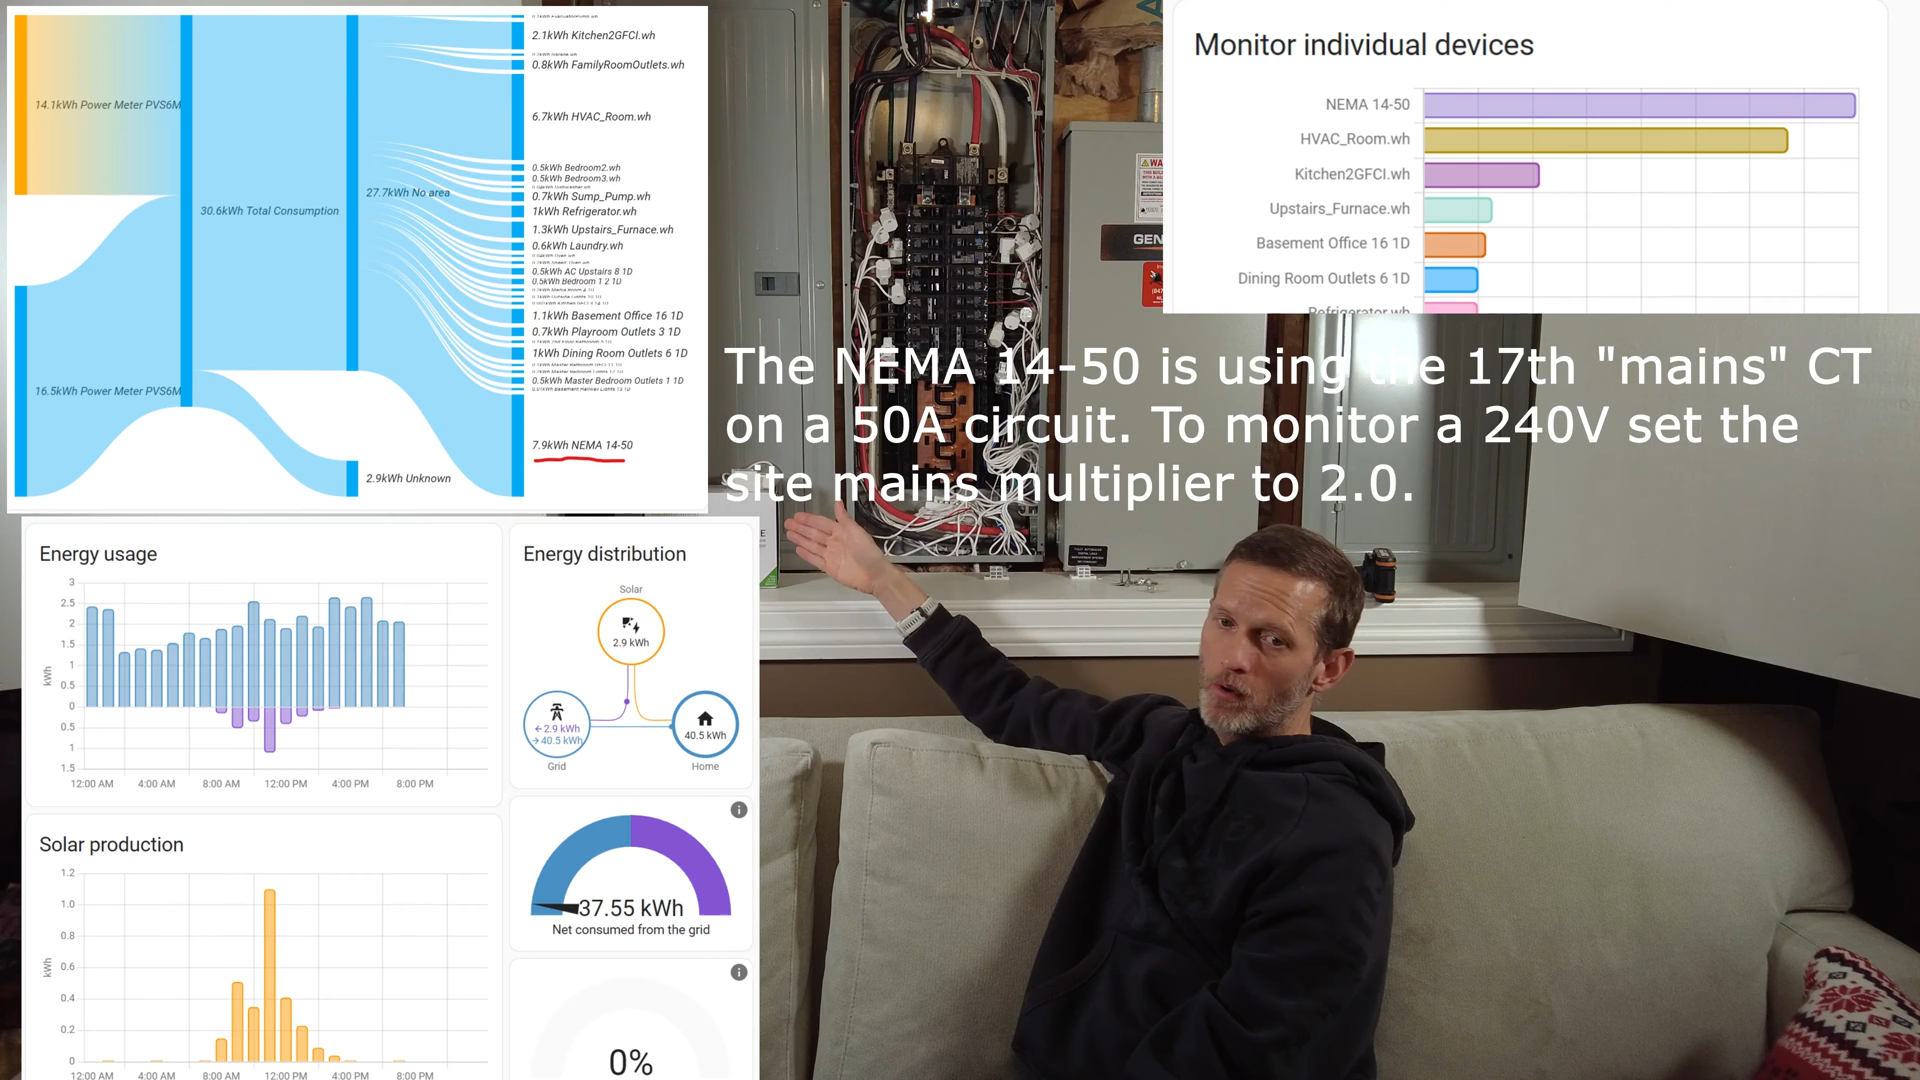 2.1kWh Kitchen2GFCI.wh
0.8kWh FamilyRoomOutlets.wh
14.1kWh Power Meter PVS6M
6.7kWh HVAC_Room.wh
0.5kWh Bedroom2.wh
0.5kWh Bedroom3.wh
27.7kWh No area
0.7kWh Sump_Pump.wh
30.6kWh Total Consumption
1kWh Refrigerator.wh
1.3kWh Upstairs_Furnace.wh
0.6kWh Laundry.wh
0.5kWh AC Upstairs 8 1D
0.5kWh Bedroom 1 2 1D
1.1kWh Basement Office 16 1D
0.7kWh Playroom Outlets 3 1D
1kWh Dining Room Outlets 6 1D
0.5kWh Master Bedroom Outlets 1 1D
16.5kWh Power Meter PVS6M
7.9kWh NEMA 14-50
2.9kWh Unknown
Monitor individual devices
NEMA 14-50
HVAC_Room.wh
Kitchen2GFCI.wh
Upstairs_Furnace.wh
Basement Office 16 1D
Dining Room Outlets 6 1D
Refrigerator.wh
GEN
The NEMA 14-50 is using the 17th "mains" CT
on a 50A circuit. To monitor a 240V set the
site mains multiplier to 2.0.
Energy usage
kWh
3
2.5
2
1.5
1
0.5
0
0.5
1
1.5
12:00 AM 4:00 AM 8:00 AM 12:00 PM 4:00 PM 8:00 PM
Energy distribution
Solar
2.9 kWh
←2.9 kWh
→40.5 kWh
Grid
40.5 kWh
Home
37.55 kWh
Net consumed from the grid
Solar production
kWh
1.2
1.0
0.8
0.6
0.4
0.2
0
12:00 AM 4:00 AM 8:00 AM 12:00 PM 4:00 PM 8:00 PM
0%